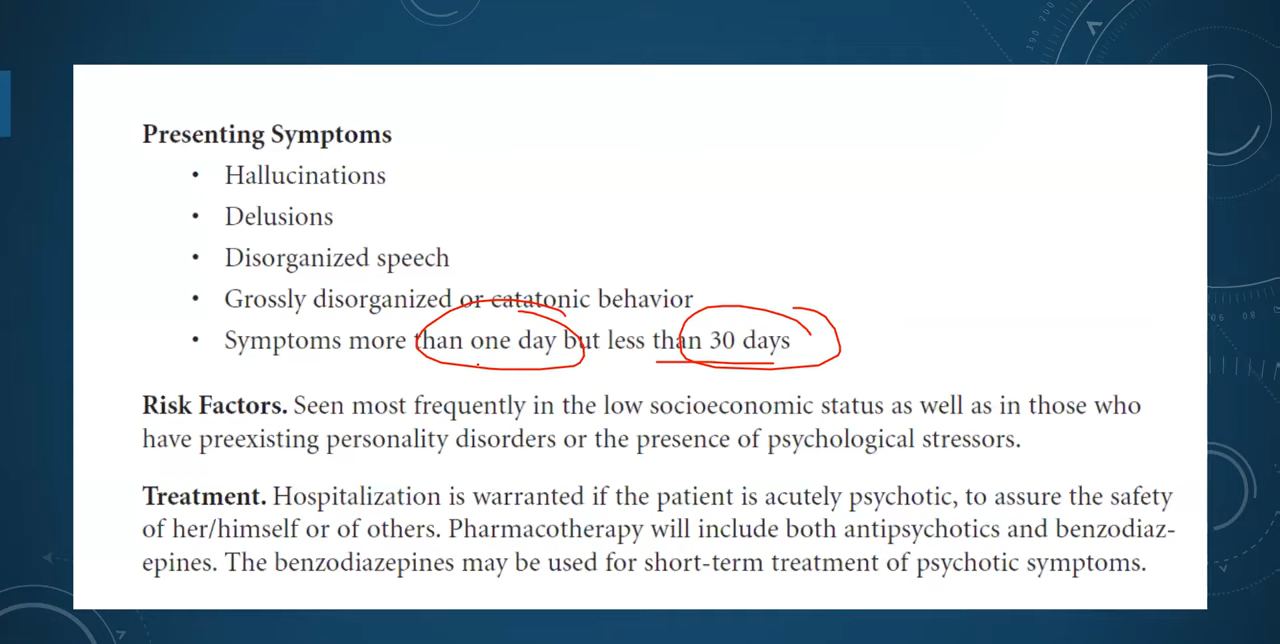 190 200
Presenting Symptoms
• Hallucinations
• Delusions
• Disorganized speech
• Grossly disorganized or catatonic behavior
• Symptoms more than one day but less than 30 days
Risk Factors. Seen most frequently in the low socioeconomic status as well as in those who
have preexisting personality disorders or the presence of psychological stressors.
Treatment. Hospitalization is warranted if the patient is acutely psychotic, to assure the safety
of her/himself or of others. Pharmacotherapy will include both antipsychotics and benzodiaz-
epines. The benzodiazepines may be used for short-term treatment of psychotic symptoms.